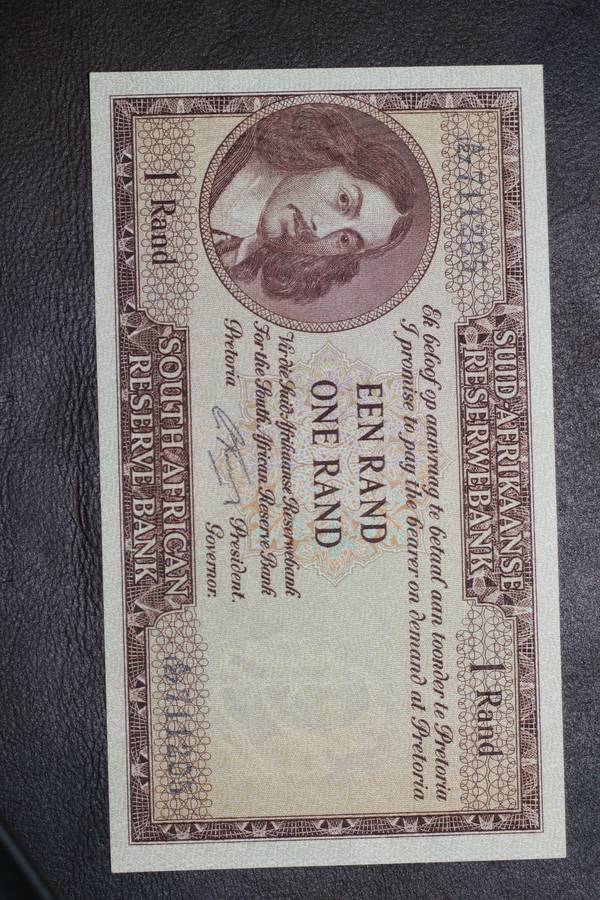 SUID-AFRIKAANSE
RESERWEBANK
1 Rand
Ek beloof op aanvraag te betaal aan toonder te Pretoria
I promise to pay the bearer on demand at Pretoria
EEN RAND
ONE RAND
Vir die Suid-Afrikaanse Reserwebank
For the South African Reserve Bank
Pretoria
President.
Governor.
1 Rand
SOUTH AFRICAN
RESERVE BANK